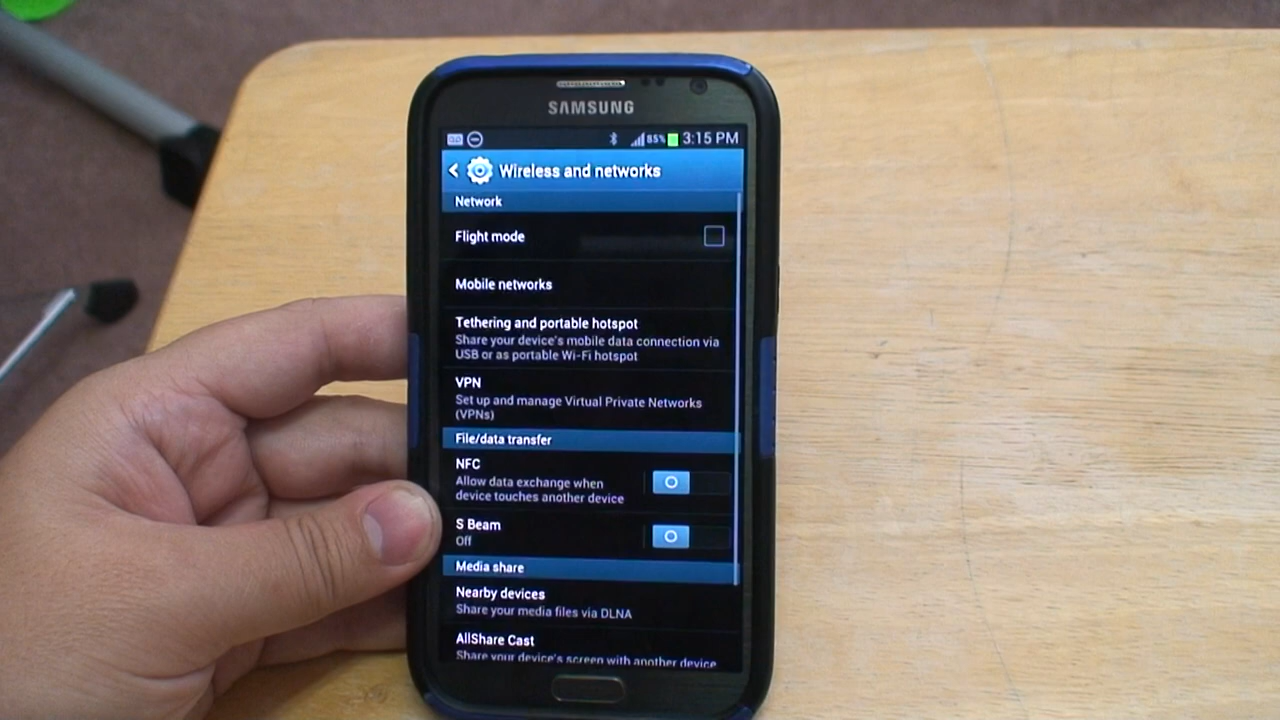 SAMSUNG
85% 3:15 PM
Wireless and networks
Network
Flight mode
Mobile networks
Tethering and portable hotspot
Share your device's mobile data connection via
USB or as portable Wi-Fi hotspot
VPN
Set up and manage Virtual Private Networks
(VPNs)
File/data transfer
NFC
Allow data exchange when
device touches another device
S Beam
Off
Media share
Nearby devices
Share your media files via DLNA
AllShare Cast
Share your device's screen with another device